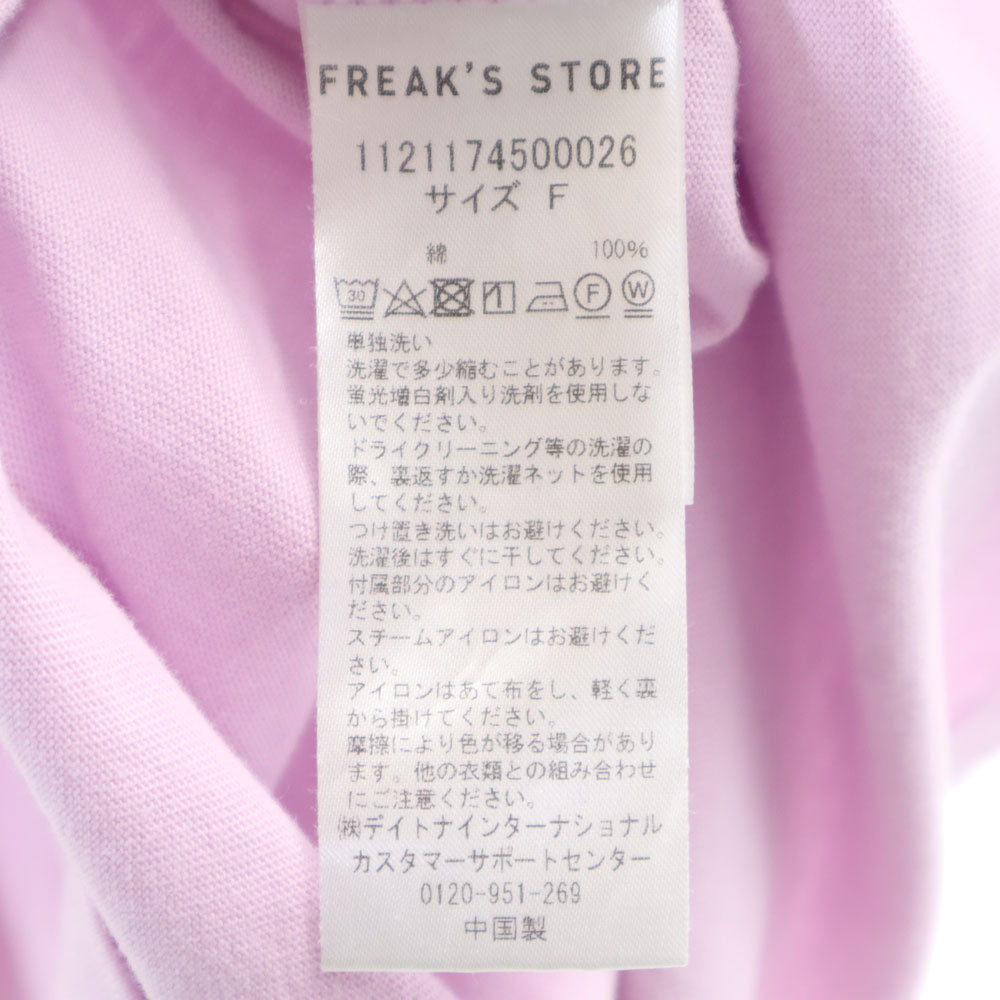 FREAK'S STORE
1121174500026
サイズ F
綿 100%
30 F W
単独洗い
洗濯で多少縮むことがあります。
蛍光増白剤入り洗剤を使用しな
いでください。
ドライクリーニング等の洗濯の
際、裏返すか洗濯ネットを使用
してください。
つけ置き洗いはお避けください。
洗濯後はすぐに干してください。
付属部分のアイロンはお避けく
ださい。
スチームアイロンはお避けくだ
さい。
アイロンはあて布をし、軽く裏
から掛けてください。
摩擦により色が移る場合があり
ます。他の衣類との組み合わせ
にご注意ください。
㈱デイトナインターナショナル
カスタマーサポートセンター
0120-951-269
中国製